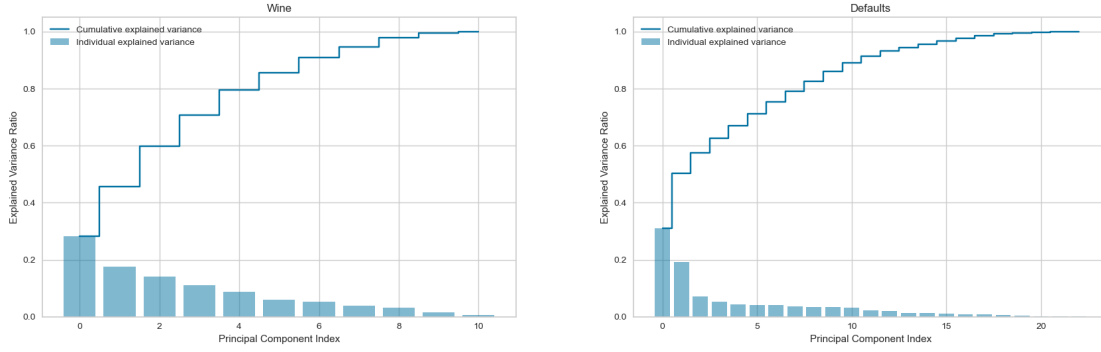 Wine
Cumulative explained variance
Individual explained variance
1.0
0.8
0.6
0.4
0.2
0.0
Explained Variance Ratio
0 2 4 6 8 10
Principal Component Index
Defaults
Cumulative explained variance
Individual explained variance
1.0
0.8
0.6
0.4
0.2
0.0
Explained Variance Ratio
0 5 10 15 20
Principal Component Index